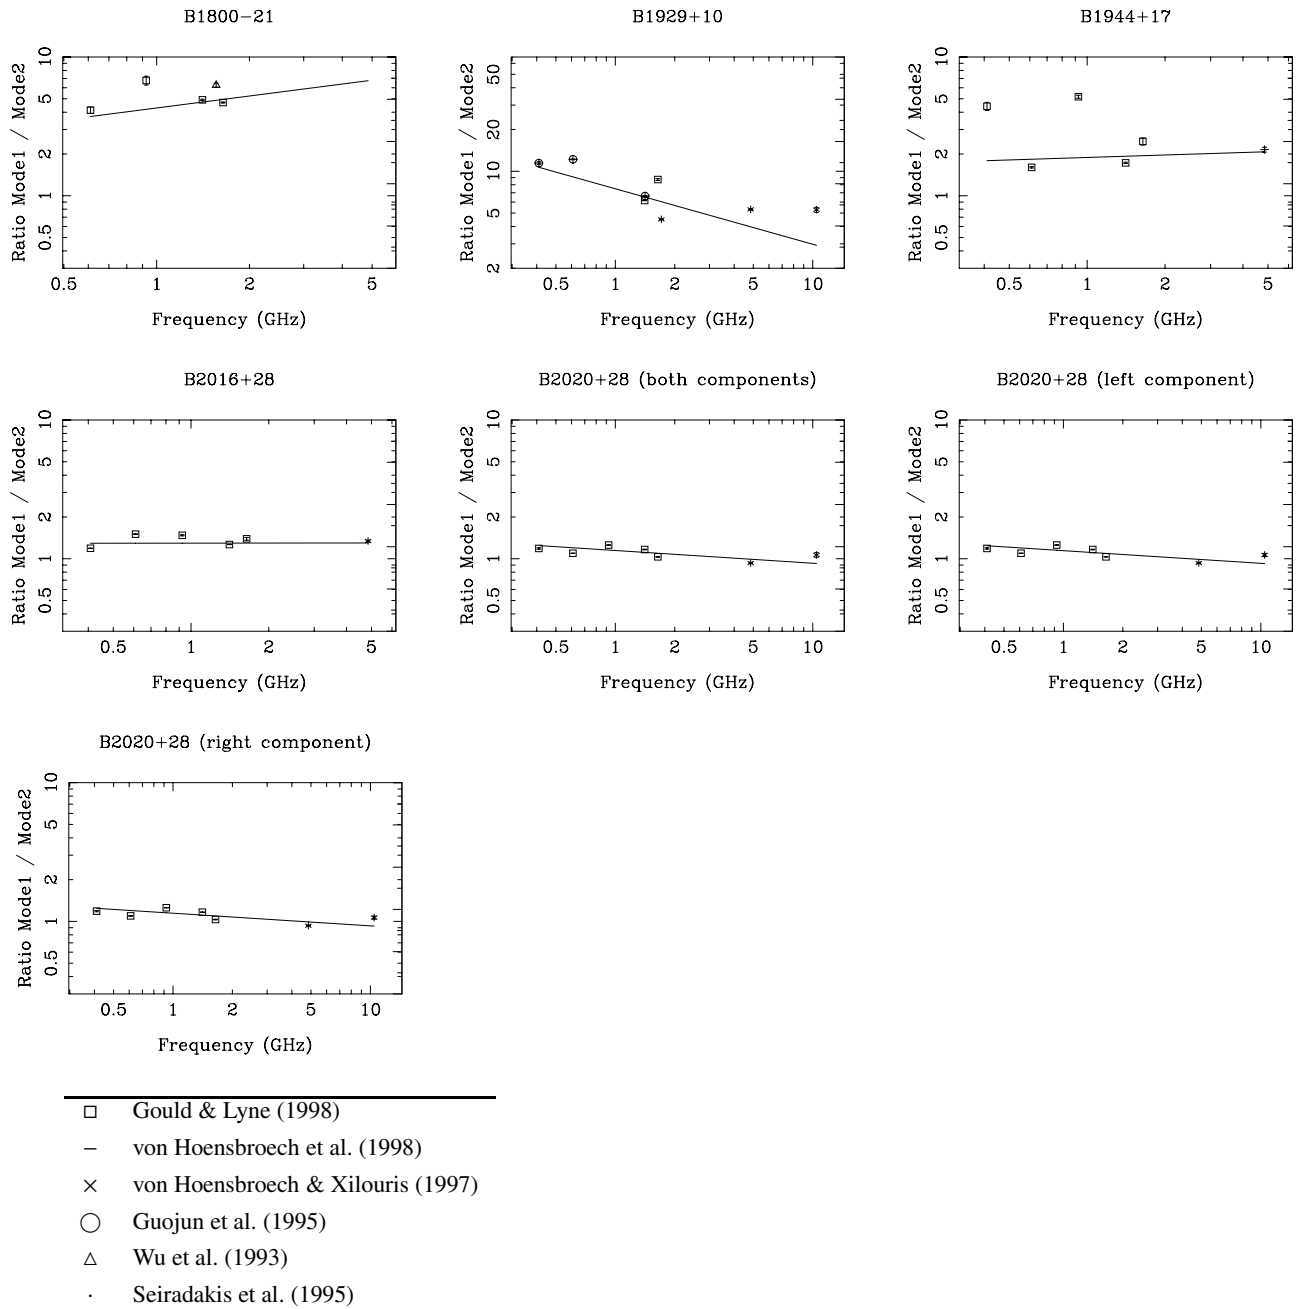 B1800−21
B1929+10
B1944+17
Ratio Mode1 / Mode2
10
5
2
1
0.5
0.5 1 2 5
Frequency (GHz)
Ratio Mode1 / Mode2
50
20
10
5
2
0.5 1 2 5 10
Frequency (GHz)
Ratio Mode1 / Mode2
10
5
2
1
0.5
0.5 1 2 5
Frequency (GHz)
B2016+28
B2020+28 (both components)
B2020+28 (left component)
Ratio Mode1 / Mode2
10
5
2
1
0.5
0.5 1 2 5
Frequency (GHz)
Ratio Mode1 / Mode2
10
5
2
1
0.5
0.5 1 2 5 10
Frequency (GHz)
Ratio Mode1 / Mode2
10
5
2
1
0.5
0.5 1 2 5 10
Frequency (GHz)
B2020+28 (right component)
Ratio Mode1 / Mode2
10
5
2
1
0.5
0.5 1 2 5 10
Frequency (GHz)
Gould & Lyne (1998)
von Hoensbroech et al. (1998)
von Hoensbroech & Xilouris (1997)
Guojun et al. (1995)
Wu et al. (1993)
Seiradakis et al. (1995)